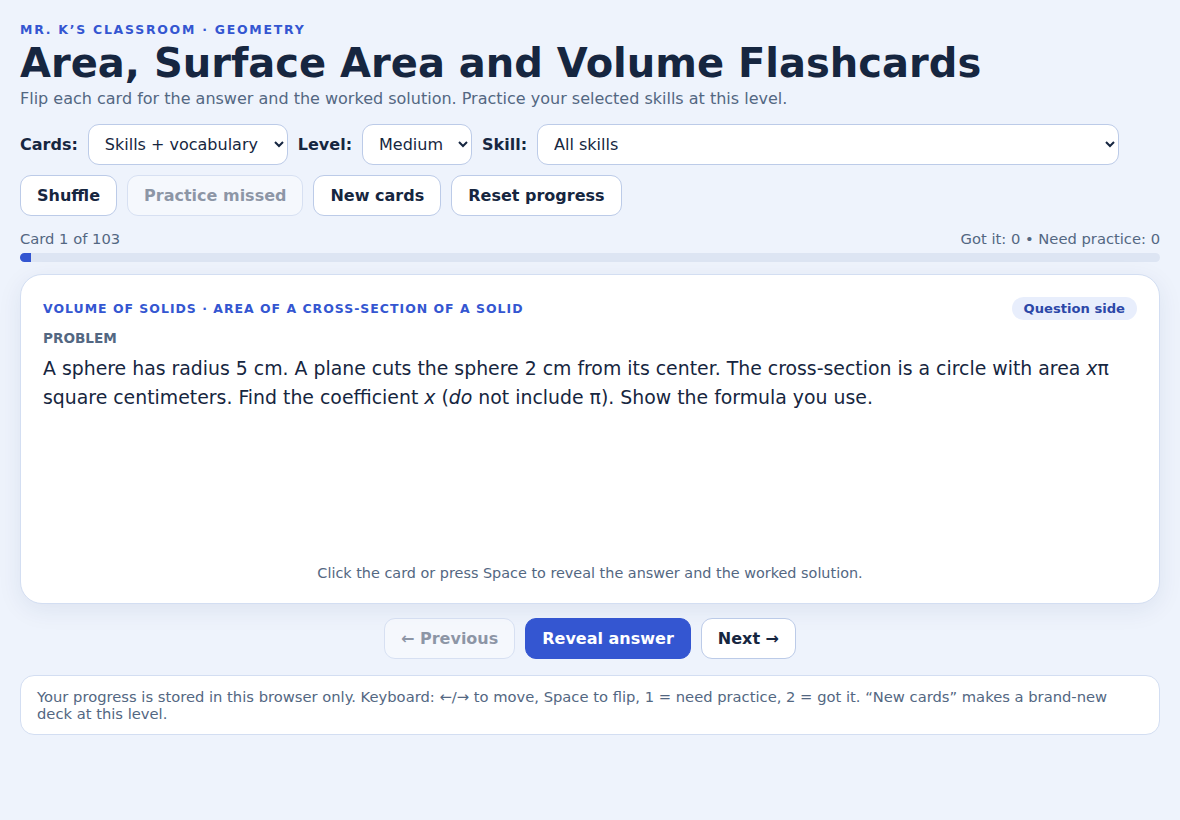 MR. K’S CLASSROOM · GEOMETRY
Area, Surface Area and Volume Flashcards
Flip each card for the answer and the worked solution. Practice your selected skills at this level.
Cards: Skills + vocabulary Level: Medium Skill: All skills
Shuffle Practice missed New cards Reset progress
Card 1 of 103 Got it: 0 • Need practice: 0
VOLUME OF SOLIDS · AREA OF A CROSS-SECTION OF A SOLID Question side
PROBLEM
A sphere has radius 5 cm. A plane cuts the sphere 2 cm from its center. The cross-section is a circle with area xπ
square centimeters. Find the coefficient x (do not include π). Show the formula you use.
Click the card or press Space to reveal the answer and the worked solution.
← Previous Reveal answer Next →
Your progress is stored in this browser only. Keyboard: ←/→ to move, Space to flip, 1 = need practice, 2 = got it. “New cards” makes a brand-new
deck at this level.